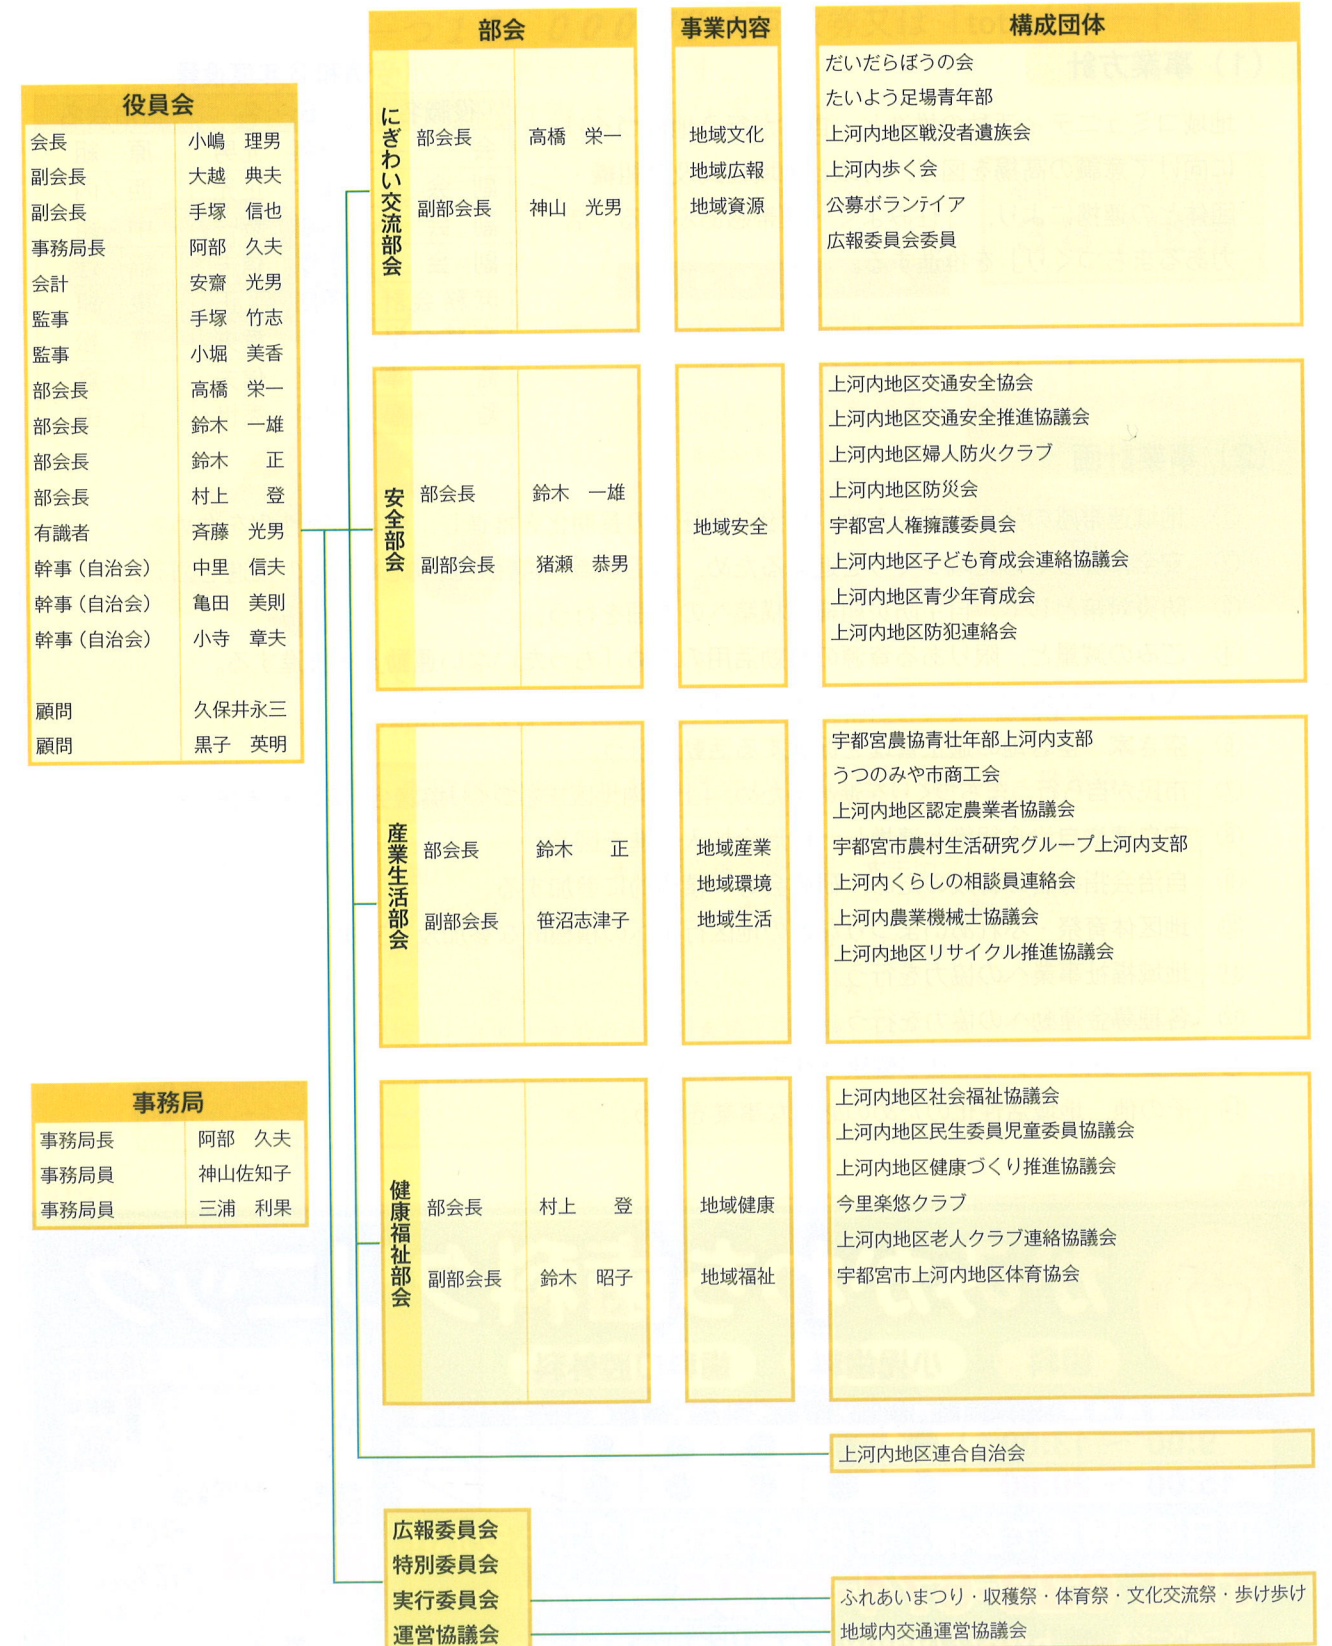 役員会
会長 小嶋 理男
副会長 大越 典夫
副会長 手塚 信也
事務局長 阿部 久夫
会計 安齋 光男
監事 手塚 竹志
監事 小堀 美香
部会長 高橋 栄一
部会長 鈴木 一雄
部会長 鈴木 正
部会長 村上 登
有識者 斉藤 光男
幹事（自治会） 中里 信夫
幹事（自治会） 亀田 美則
幹事（自治会） 小寺 章夫
顧問 久保井永三
顧問 黒子 英明
事務局
事務局長 阿部 久夫
事務局員 神山佐知子
事務局員 三浦 利果
部会
事業内容
構成団体
にぎわい交流部会
部会長 高橋 栄一
副部会長 神山 光男
地域文化
地域広報
地域資源
だいだらぼうの会
たいよう足場青年部
上河内地区戦没者遺族会
上河内歩く会
公募ボランテイア
広報委員会委員
安全部会
部会長 鈴木 一雄
副部会長 猪瀬 恭男
地域安全
上河内地区交通安全協会
上河内地区交通安全推進協議会
上河内地区婦人防火クラブ
上河内地区防災会
宇都宮人権擁護委員会
上河内地区子ども育成会連絡協議会
上河内地区青少年育成会
上河内地区防犯連絡会
産業生活部会
部会長 鈴木 正
副部会長 笹沼志津子
地域産業
地域環境
地域生活
宇都宮農協青壮年部上河内支部
うつのみや市商工会
上河内地区認定農業者協議会
宇都宮市農村生活研究グループ上河内支部
上河内くらしの相談員連絡会
上河内農業機械士協議会
上河内地区リサイクル推進協議会
健康福祉部会
部会長 村上 登
副部会長 鈴木 昭子
地域健康
地域福祉
上河内地区社会福祉協議会
上河内地区民生委員児童委員協議会
上河内地区健康づくり推進協議会
今里楽悠クラブ
上河内地区老人クラブ連絡協議会
宇都宮市上河内地区体育協会
上河内地区連合自治会
広報委員会
特別委員会
実行委員会
運営協議会
ふれあいまつり・収穫祭・体育祭・文化交流祭・歩け歩け
地域内交通運営協議会